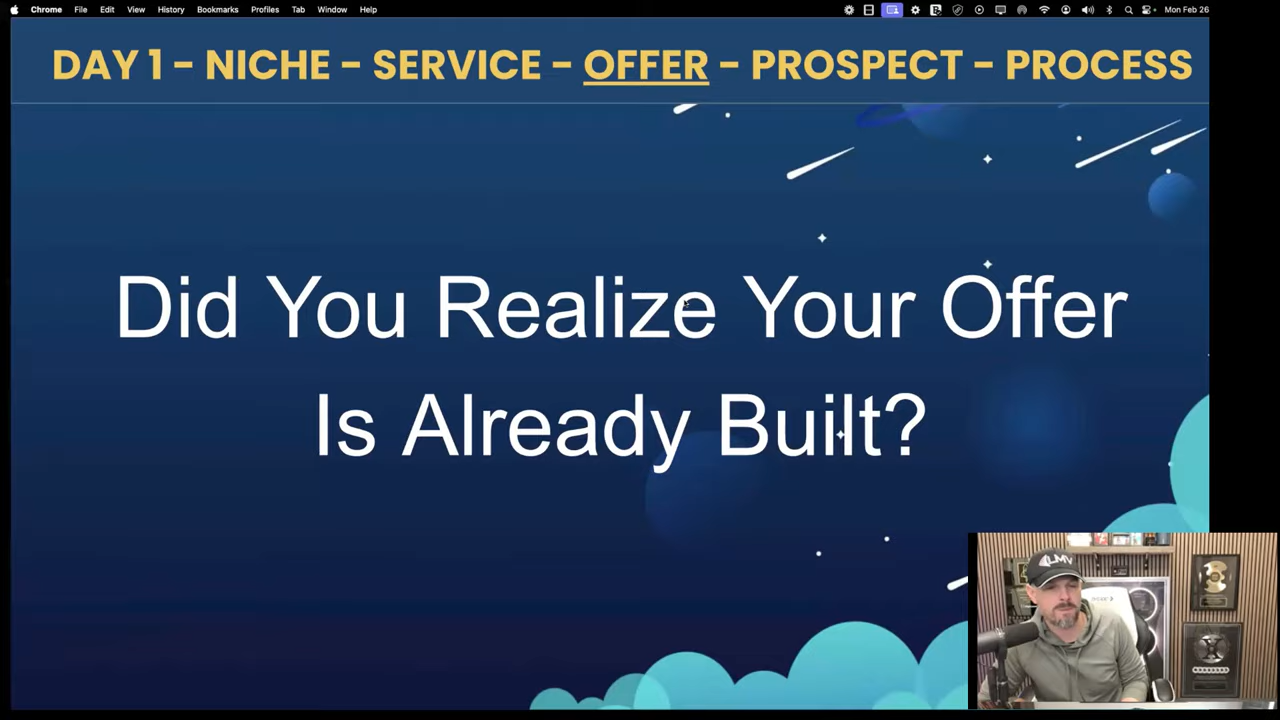 Chrome File Edit View History Bookmarks Profiles Tab Window Help Mon Feb 26
DAY 1 - NICHE - SERVICE - OFFER - PROSPECT - PROCESS
Did You Realize Your Offer
Is Already Built?
LMV